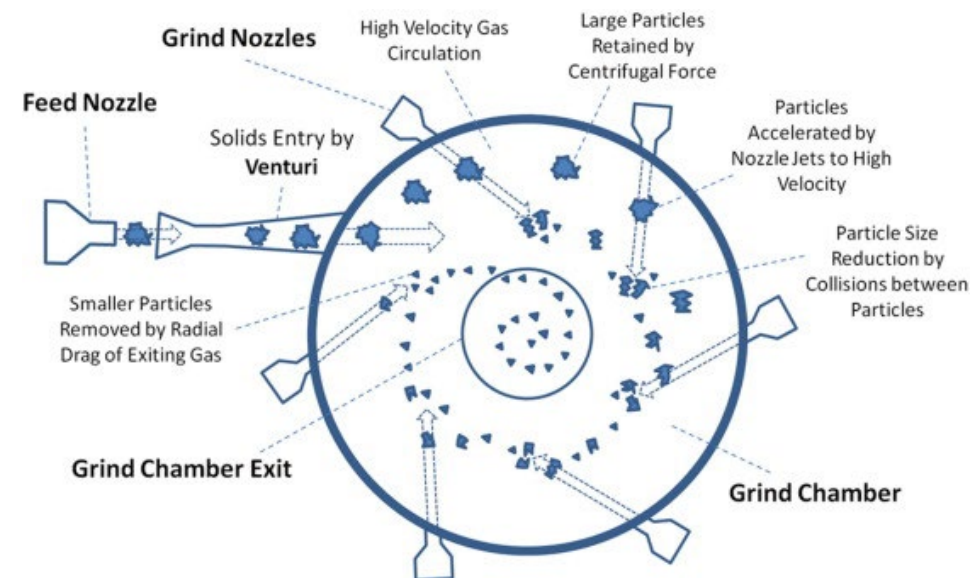 Grind Nozzles
High Velocity Gas
Circulation
Large Particles
Retained by
Centrifugal Force
Feed Nozzle
Solids Entry by
Venturi
Particles
Accelerated by
Nozzle Jets to High
Velocity
Particle Size
Reduction by
Collisions between
Particles
Smaller Particles
Removed by Radial
Drag of Exiting Gas
Grind Chamber Exit
Grind Chamber